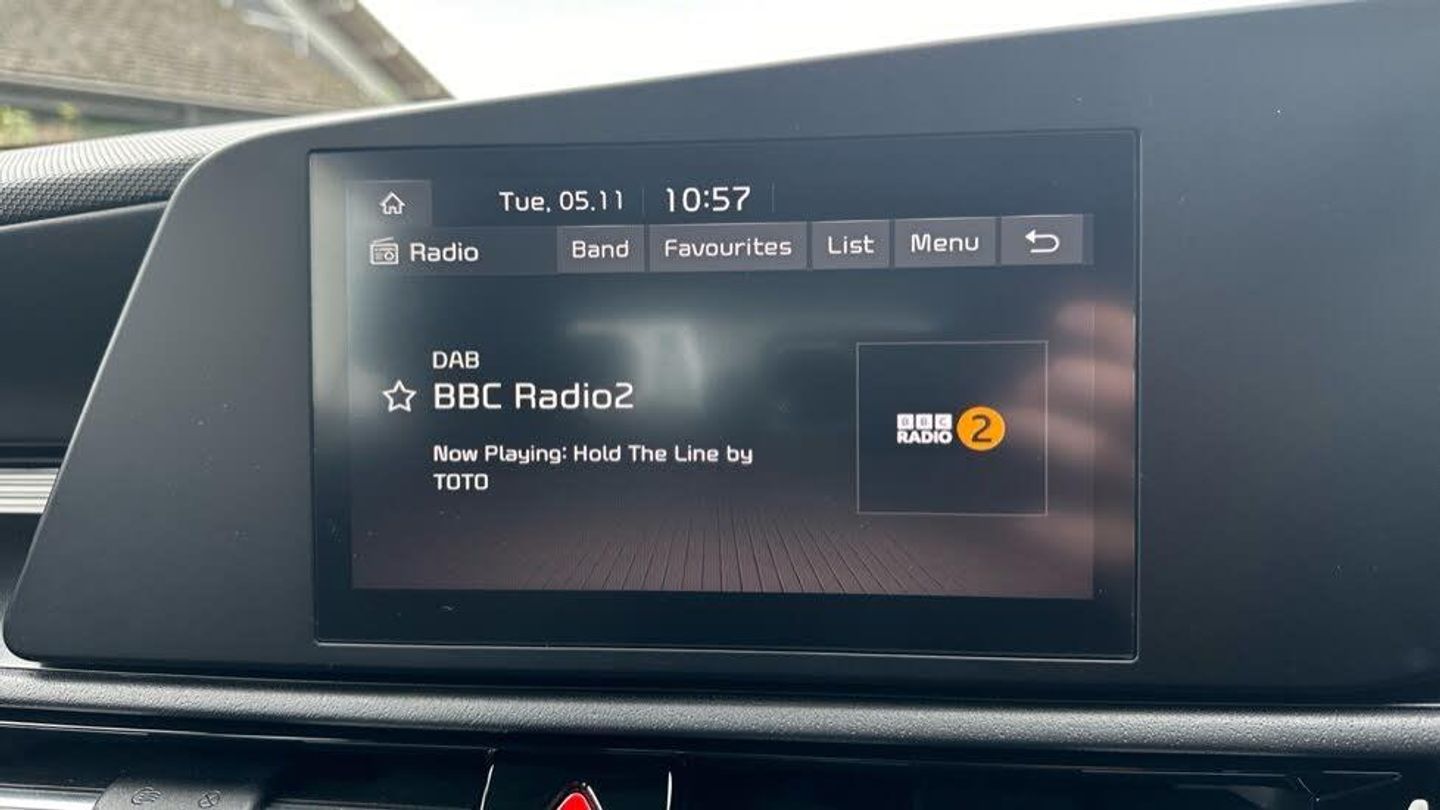 Tue, 05.11 10:57
Radio Band Favourites List Menu
DAB
BBC Radio2
Now Playing: Hold The Line by
TOTO
BBC
RADIO 2